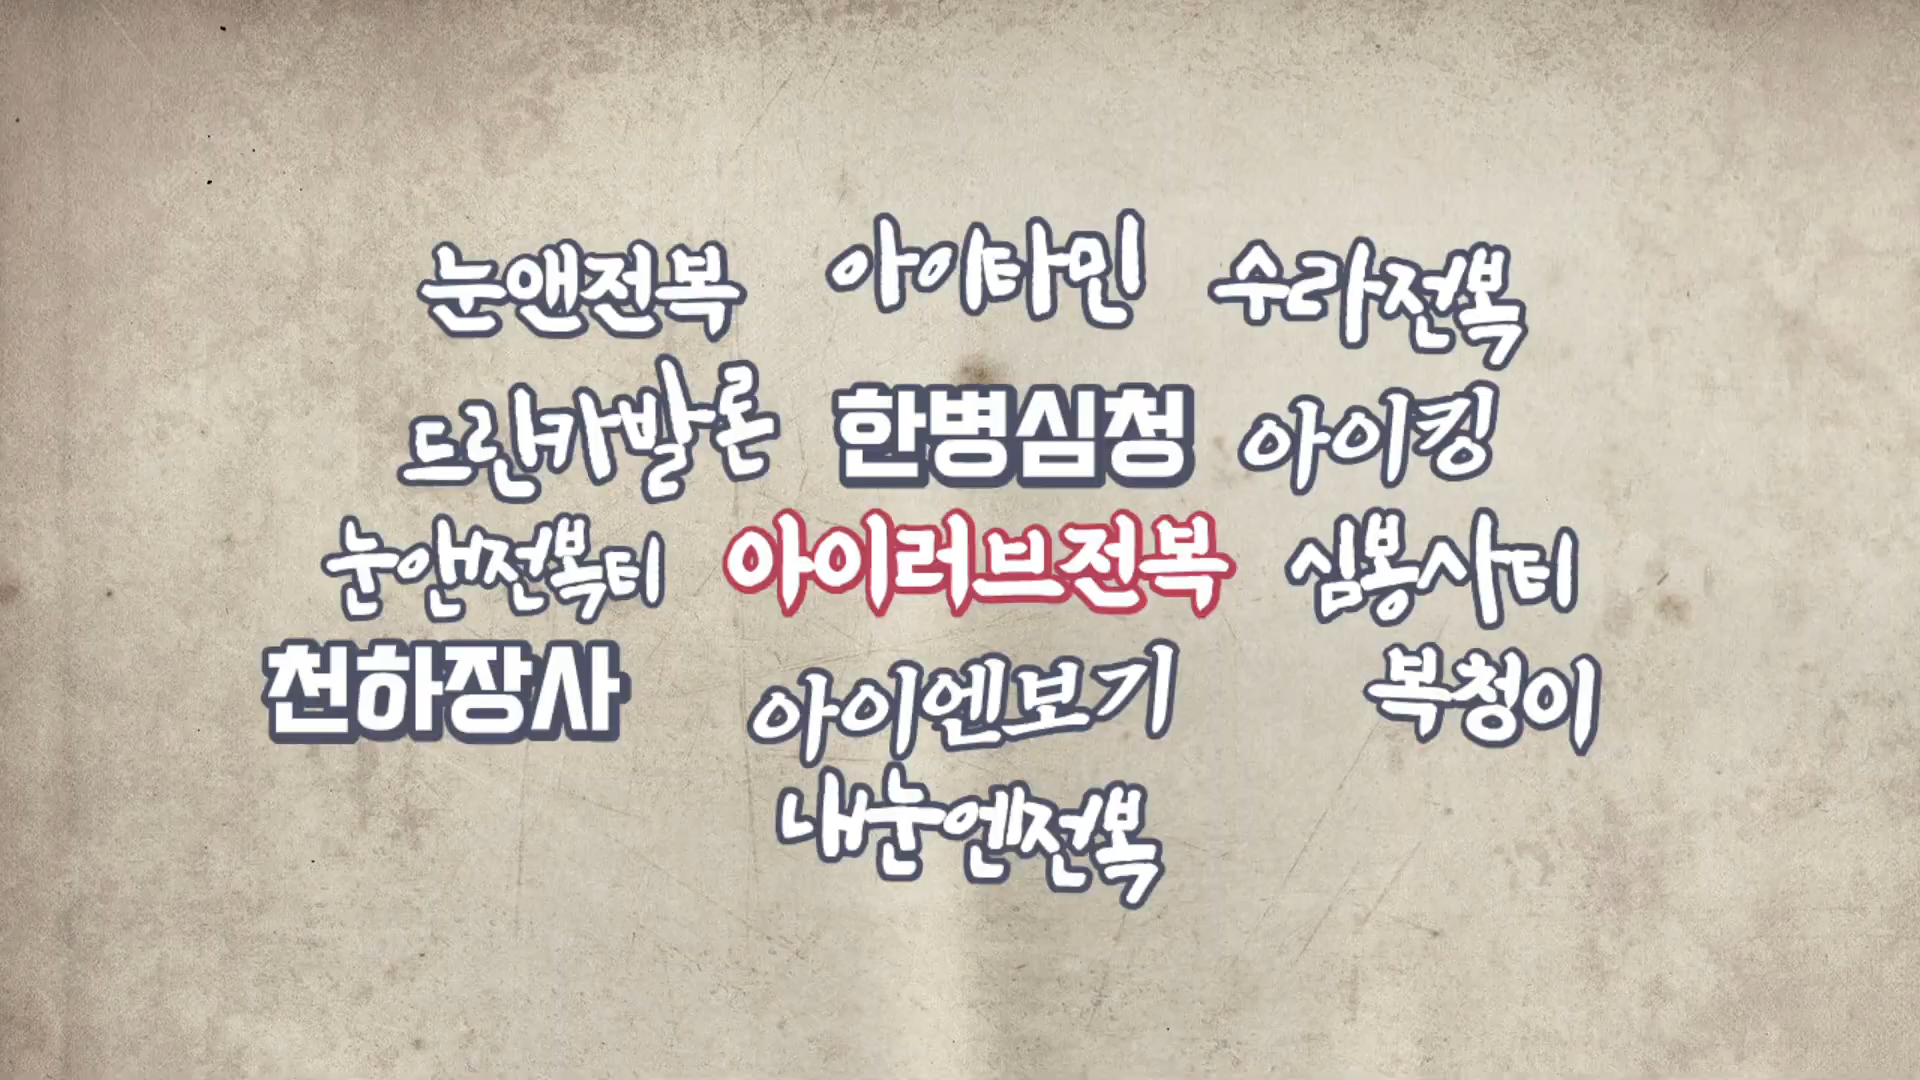 눈앤전복 아이타민 수라전복
드린카발론 한병심청 아이킹
눈앤전복티 아이러브전복 심봉사티
천하장사 아이엔보기 복청이
내눈엔전복